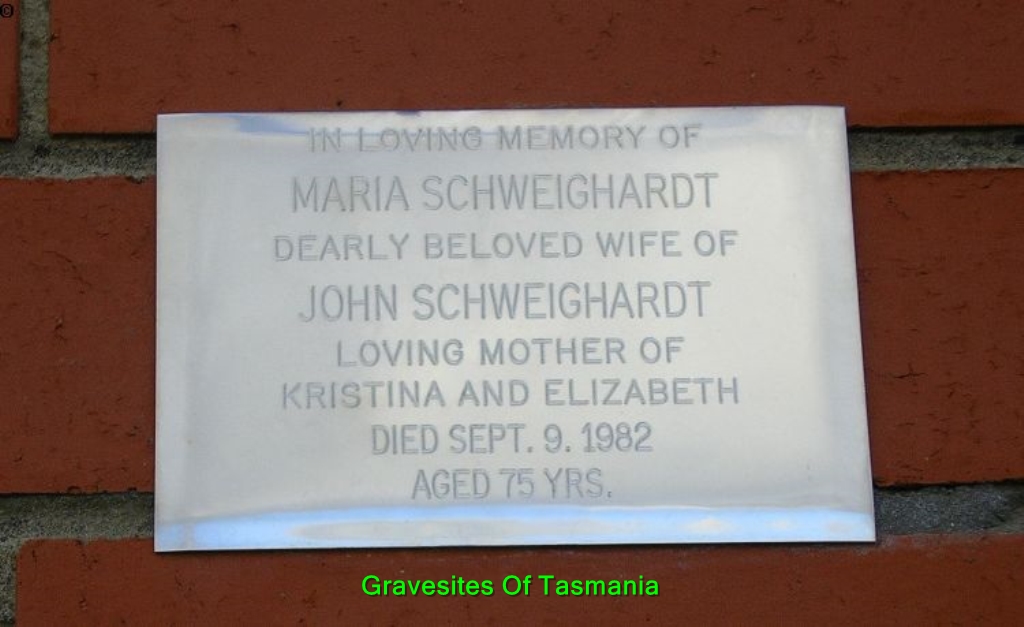 ©
IN LOVING MEMORY OF
MARIA SCHWEIGHARDT
DEARLY BELOVED WIFE OF
JOHN SCHWEIGHARDT
LOVING MOTHER OF
KRISTINA AND ELIZABETH
DIED SEPT. 9. 1982
AGED 75 YRS.
Gravesites Of Tasmania